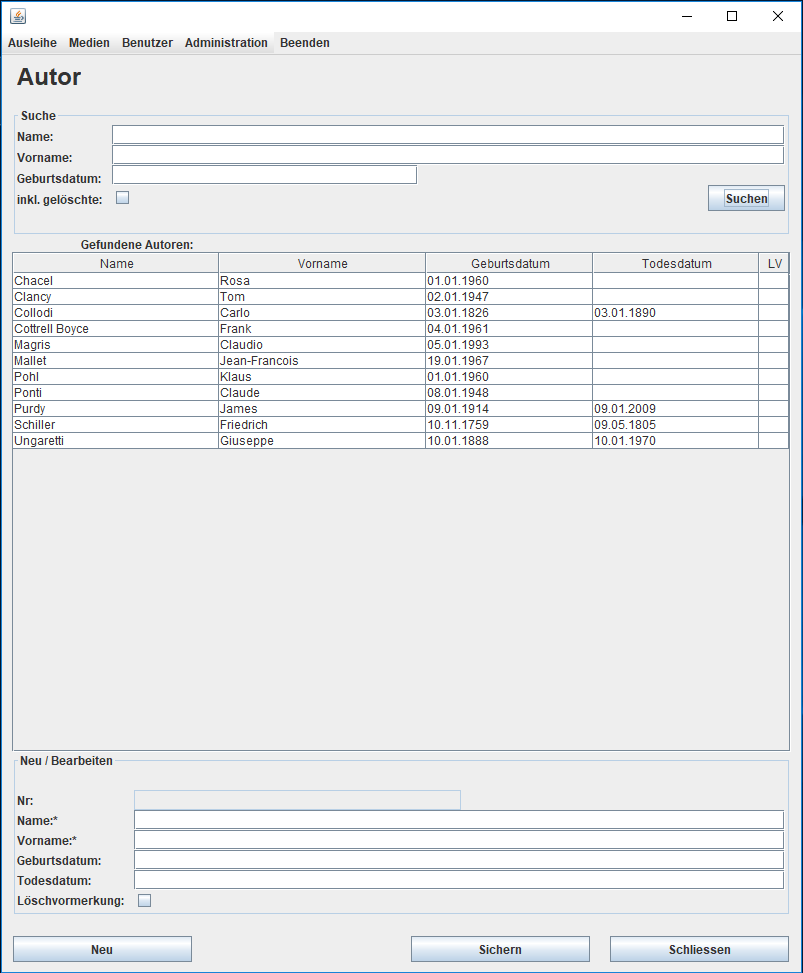 Ausleihe Medien Benutzer Administration Beenden
Autor
Suche
Name:
Vorname:
Geburtsdatum:
inkl. gelöschte:
Suchen
Gefundene Autoren:
Name Vorname Geburtsdatum Todesdatum LV
Chacel Rosa 01.01.1960
Clancy Tom 02.01.1947
Collodi Carlo 03.01.1826 03.01.1890
Cottrell Boyce Frank 04.01.1961
Magris Claudio 05.01.1993
Mallet Jean-Francois 19.01.1967
Pohl Klaus 01.01.1960
Ponti Claude 08.01.1948
Purdy James 09.01.1914 09.01.2009
Schiller Friedrich 10.11.1759 09.05.1805
Ungaretti Giuseppe 10.01.1888 10.01.1970
Neu / Bearbeiten
Nr:
Name:*
Vorname:*
Geburtsdatum:
Todesdatum:
Löschvormerkung:
Neu Sichern Schliessen